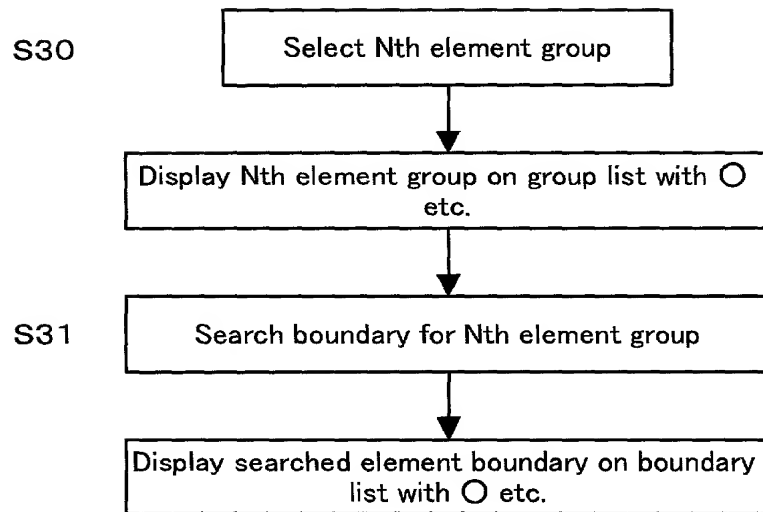 S30
Select Nth element group
Display Nth element group on group list with ○
etc.
S31
Search boundary for Nth element group
Display searched element boundary on boundary
list with ○ etc.